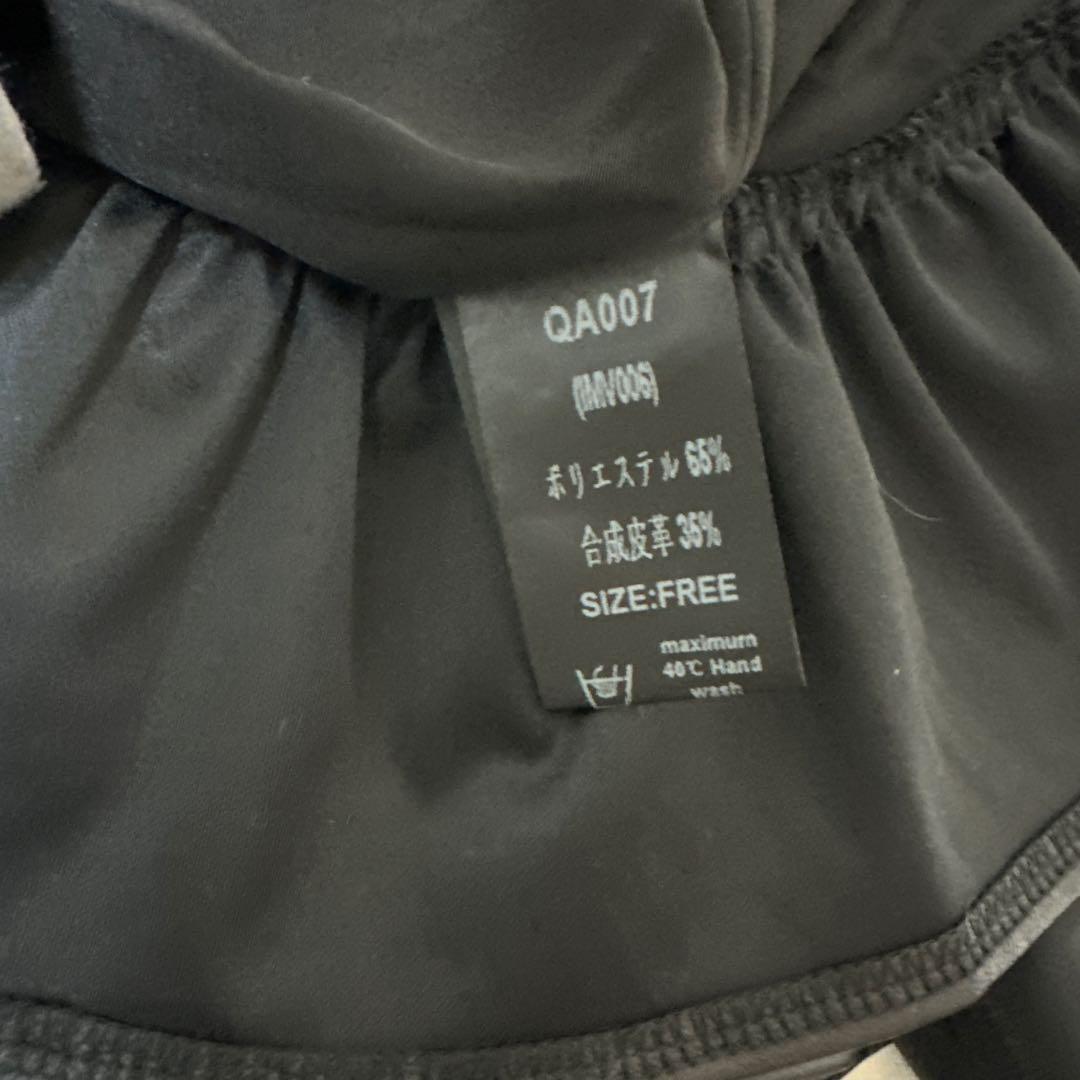 QA007
(IMV006)
ポリエステル 65%
合成皮革 35%
SIZE:FREE
maximum
40℃ Hand
wash